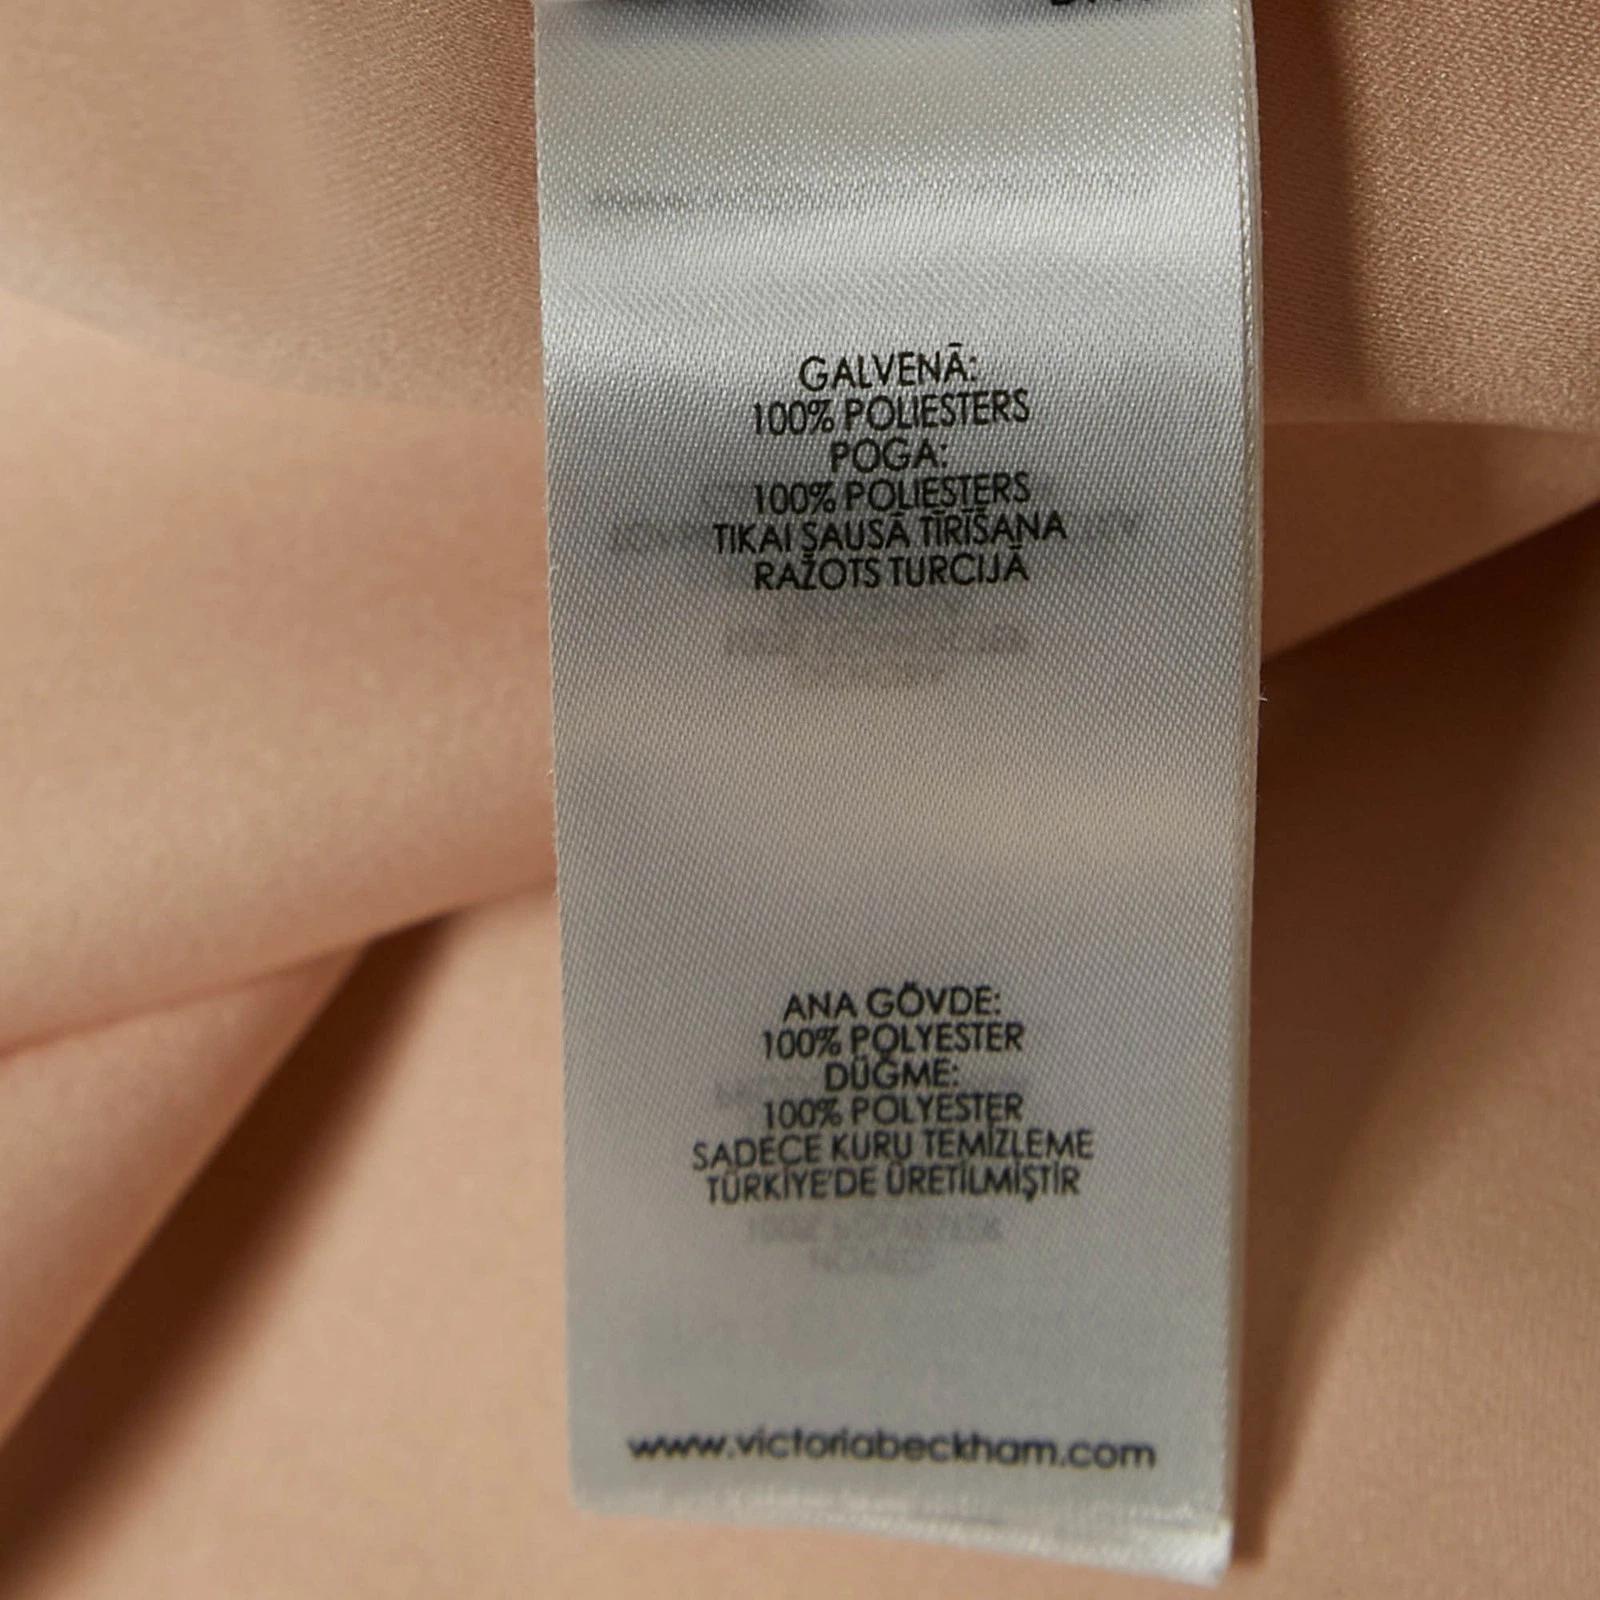 GALVENĀ:
100% POLIESTERS
POGA:
100% POLIESTERS
TIKAI SAUSĀ TĪRĪŠANA
RAŽOTS TURCIJĀ
ANA GÖVDE:
100% POLYESTER
DÜĞME:
100% POLYESTER
SADECE KURU TEMİZLEME
TÜRKİYE'DE ÜRETİLMİŞTİR
www.victoriabeckham.com